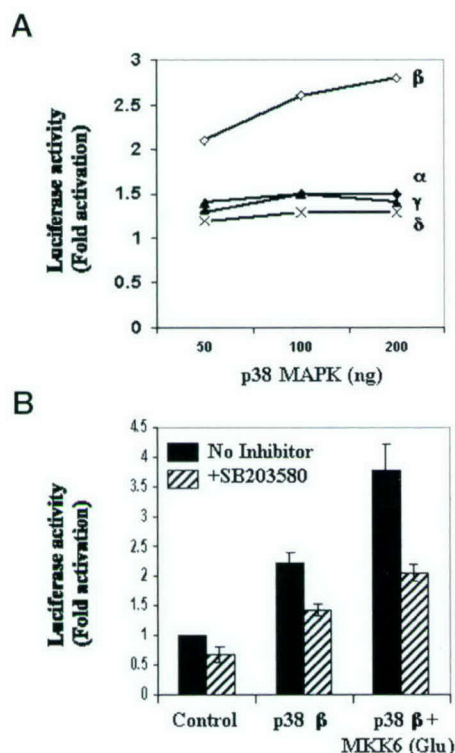 A
Luciferase activity
(Fold activation)
3
2.5
2
1.5
1
0.5
0
β
α
γ
δ
50 100 200
p38 MAPK (ng)
B
Luciferase activity
(Fold activation)
4.5
4
3.5
3
2.5
2
1.5
1
0.5
0
No Inhibitor
+SB203580
Control p38 β p38 β +
MKK6 (Glu)